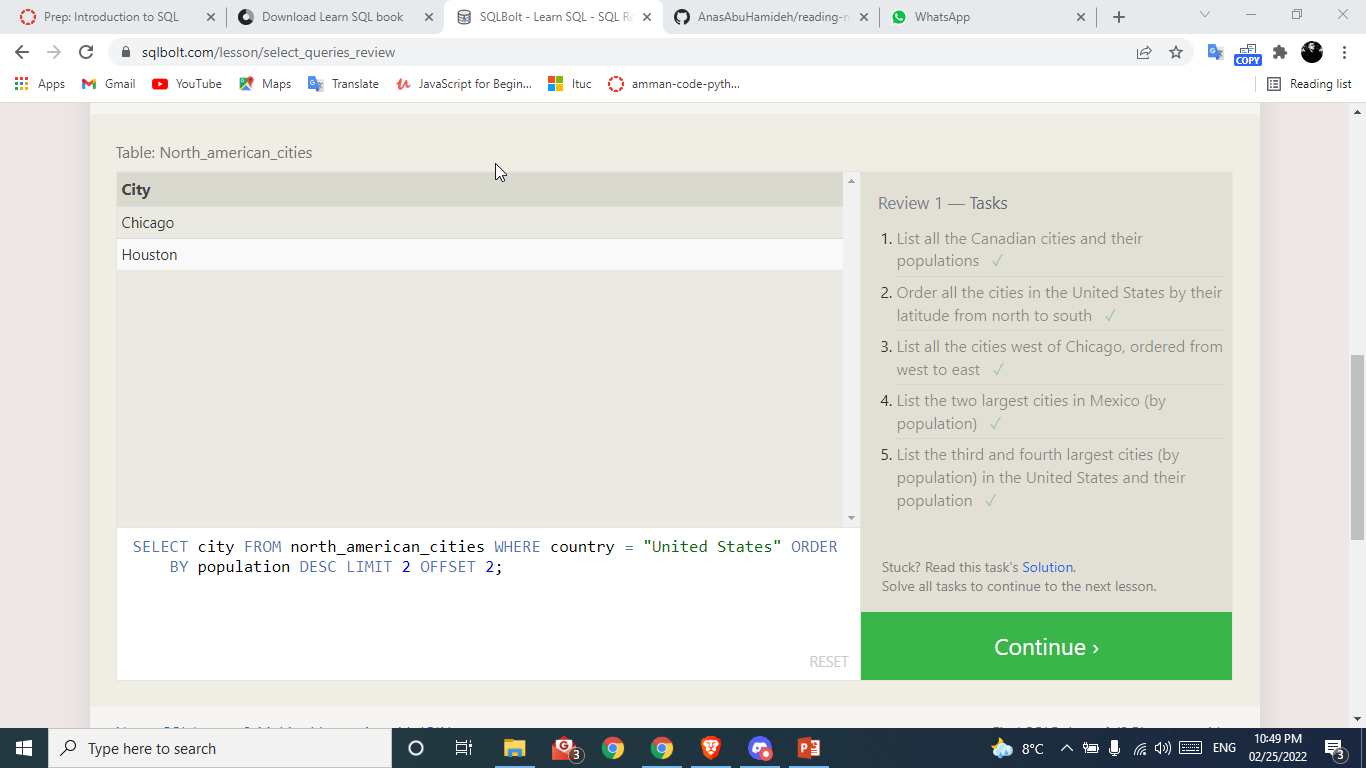 Prep: Introduction to SQL
Download Learn SQL book
SQLBolt - Learn SQL - SQL Re
AnasAbuHamideh/reading-n
WhatsApp
sqlbolt.com/lesson/select_queries_review
COPY
Apps
Gmail
YouTube
Maps
Translate
JavaScript for Begin...
ltuc
amman-code-pyth...
Reading list
Table: North_american_cities
City
Chicago
Houston
Review 1 — Tasks
1. List all the Canadian cities and their
populations ✓
2. Order all the cities in the United States by their
latitude from north to south ✓
3. List all the cities west of Chicago, ordered from
west to east ✓
4. List the two largest cities in Mexico (by
population) ✓
5. List the third and fourth largest cities (by
population) in the United States and their
population ✓
SELECT city FROM north_american_cities WHERE country = "United States" ORDER
BY population DESC LIMIT 2 OFFSET 2;
RESET
Stuck? Read this task's Solution.
Solve all tasks to continue to the next lesson.
Continue ›
Type here to search
3
8°C
ENG
10:49 PM
02/25/2022
3